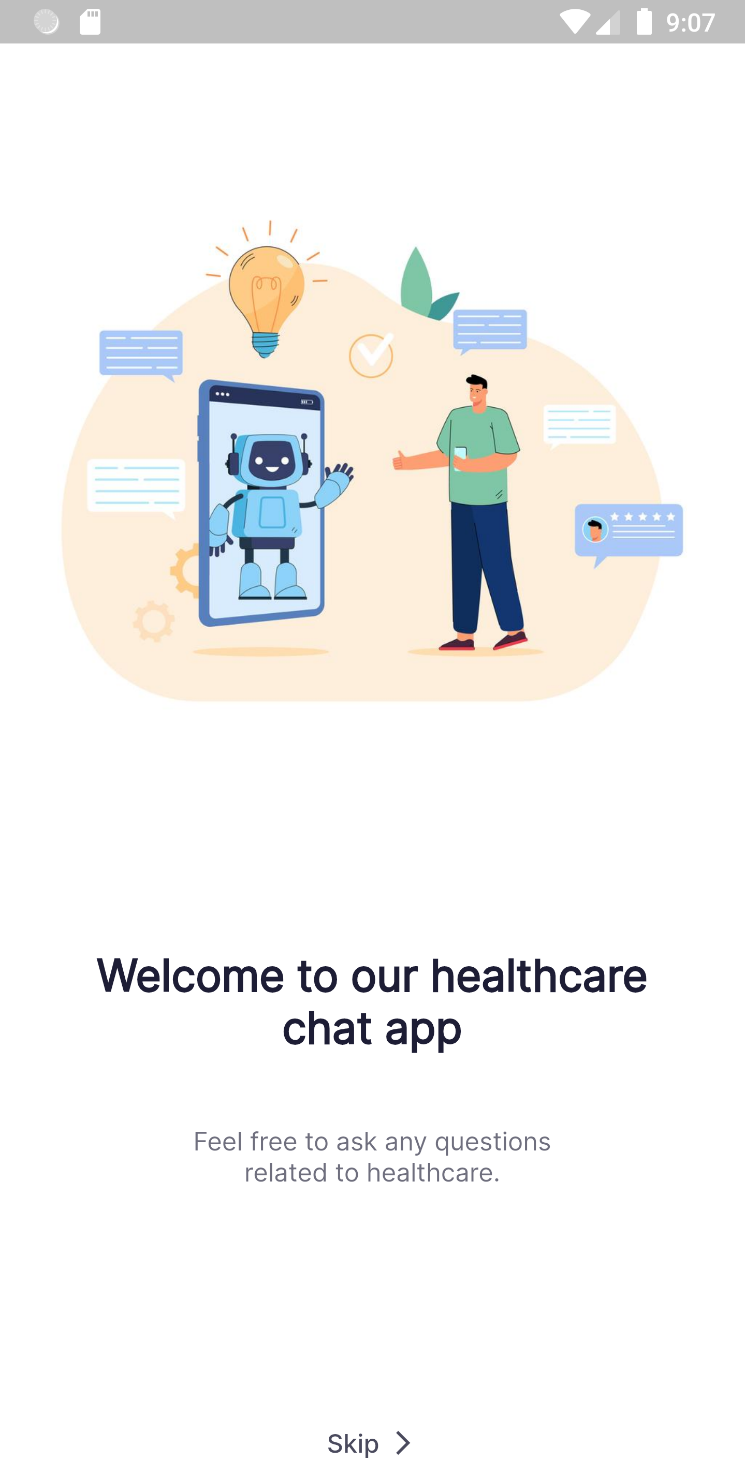 9:07
Welcome to our healthcare
chat app
Feel free to ask any questions
related to healthcare.
Skip